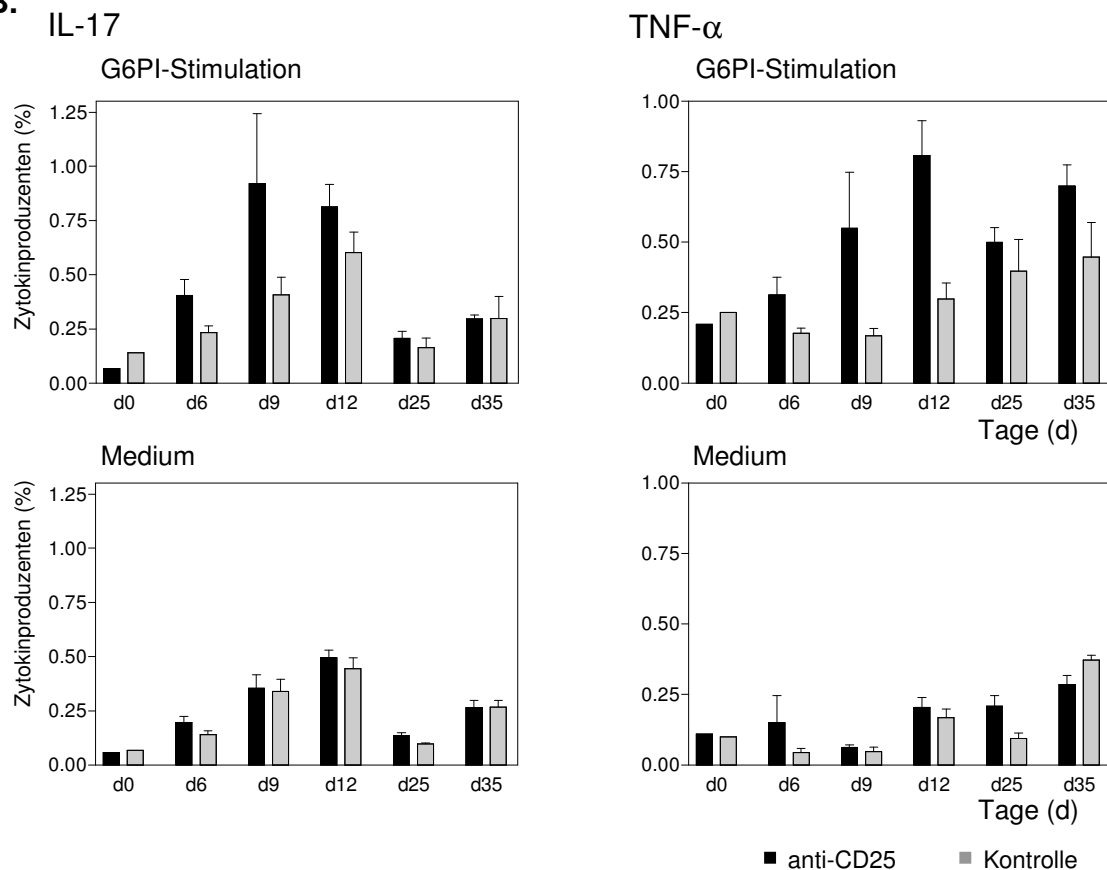 IL-17
G6PI-Stimulation
Zytokinproduzenten (%)
1.25
1.00
0.75
0.50
0.25
0.00
d0 d6 d9 d12 d25 d35
TNF-α
G6PI-Stimulation
1.00
0.75
0.50
0.25
0.00
d0 d6 d9 d12 d25 d35
Tage (d)
Medium
Zytokinproduzenten (%)
1.25
1.00
0.75
0.50
0.25
0.00
d0 d6 d9 d12 d25 d35
Medium
1.00
0.75
0.50
0.25
0.00
d0 d6 d9 d12 d25 d35
Tage (d)
anti-CD25 Kontrolle